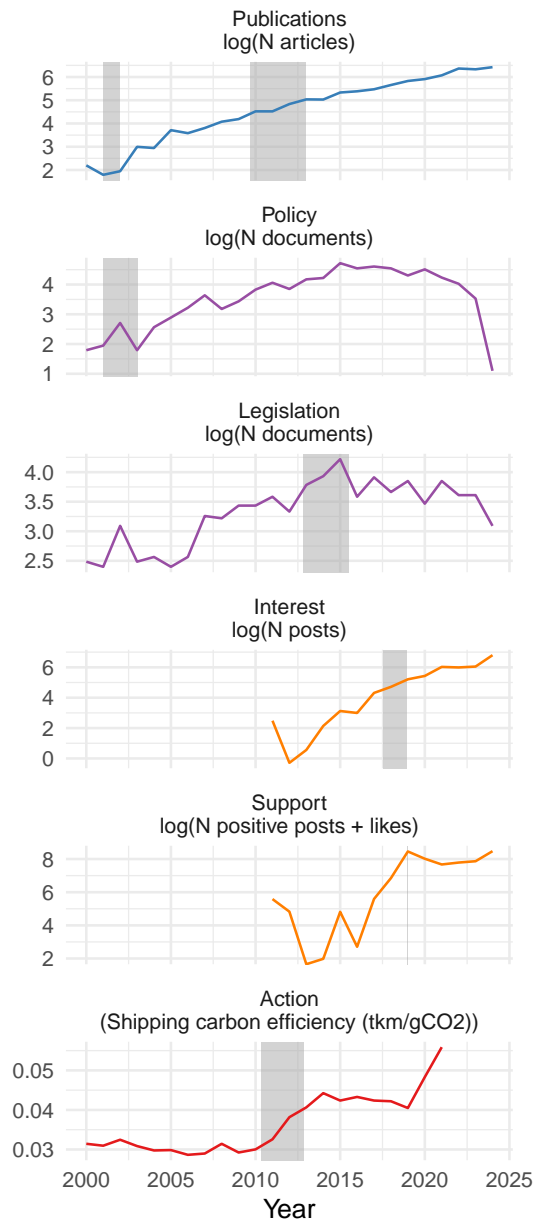 Publications
log(N articles)
6
5
4
3
2
Policy
log(N documents)
4
3
2
1
Legislation
log(N documents)
4.0
3.5
3.0
2.5
Interest
log(N posts)
6
4
2
0
Support
log(N positive posts + likes)
8
6
4
2
Action
(Shipping carbon efficiency (tkm/gCO2))
0.05
0.04
0.03
2000 2005 2010 2015 2020 2025
Year